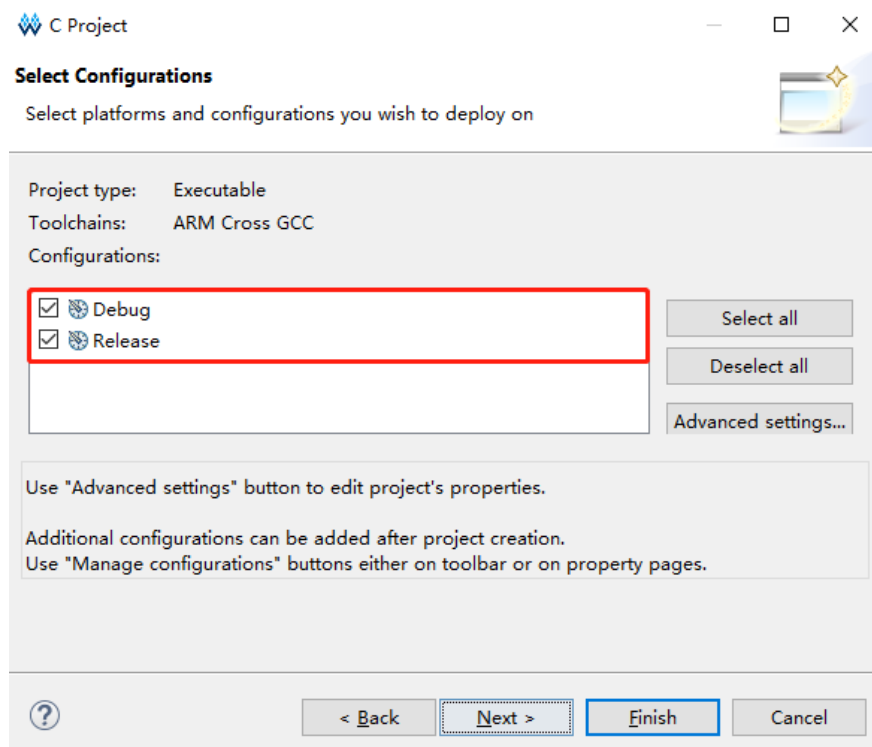 C Project
Select Configurations
Select platforms and configurations you wish to deploy on
Project type: Executable
Toolchains: ARM Cross GCC
Configurations:
Debug
Release
Select all
Deselect all
Advanced settings...
Use "Advanced settings" button to edit project's properties.
Additional configurations can be added after project creation.
Use "Manage configurations" buttons either on toolbar or on property pages.
? < Back Next > Finish Cancel